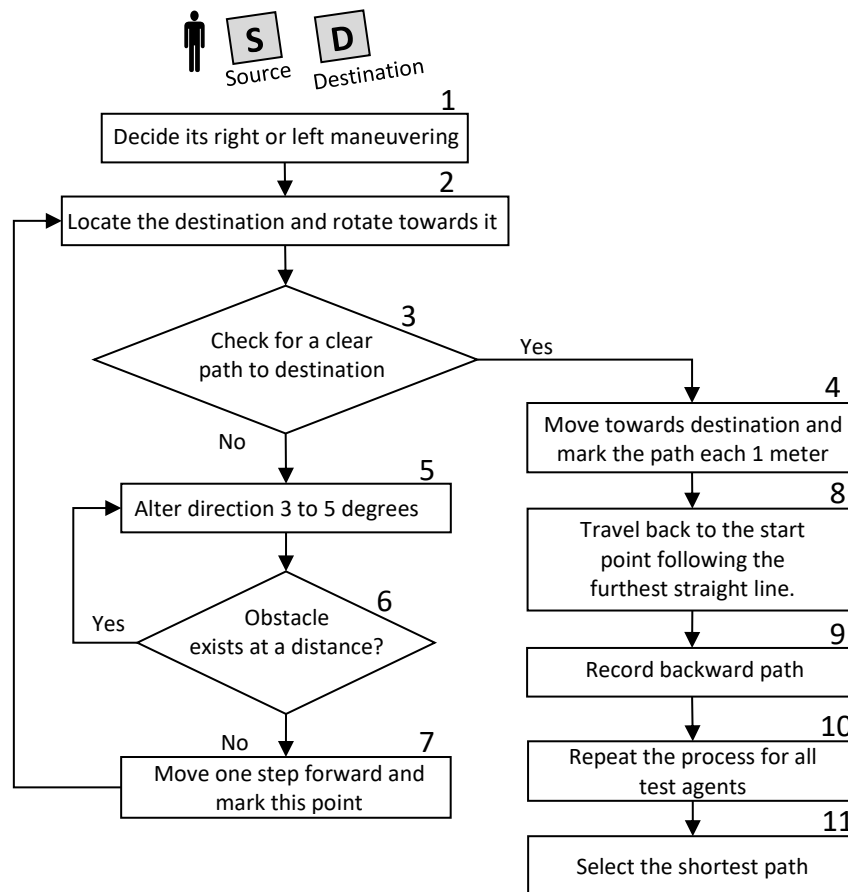 S
D
Source
Destination
1
Decide its right or left maneuvering
2
Locate the destination and rotate towards it
3
Check for a clear
path to destination
Yes
No
4
Move towards destination and
mark the path each 1 meter
5
Alter direction 3 to 5 degrees
6
Obstacle
exists at a distance?
Yes
No
7
Move one step forward and
mark this point
8
Travel back to the start
point following the
furthest straight line.
9
Record backward path
10
Repeat the process for all
test agents
11
Select the shortest path